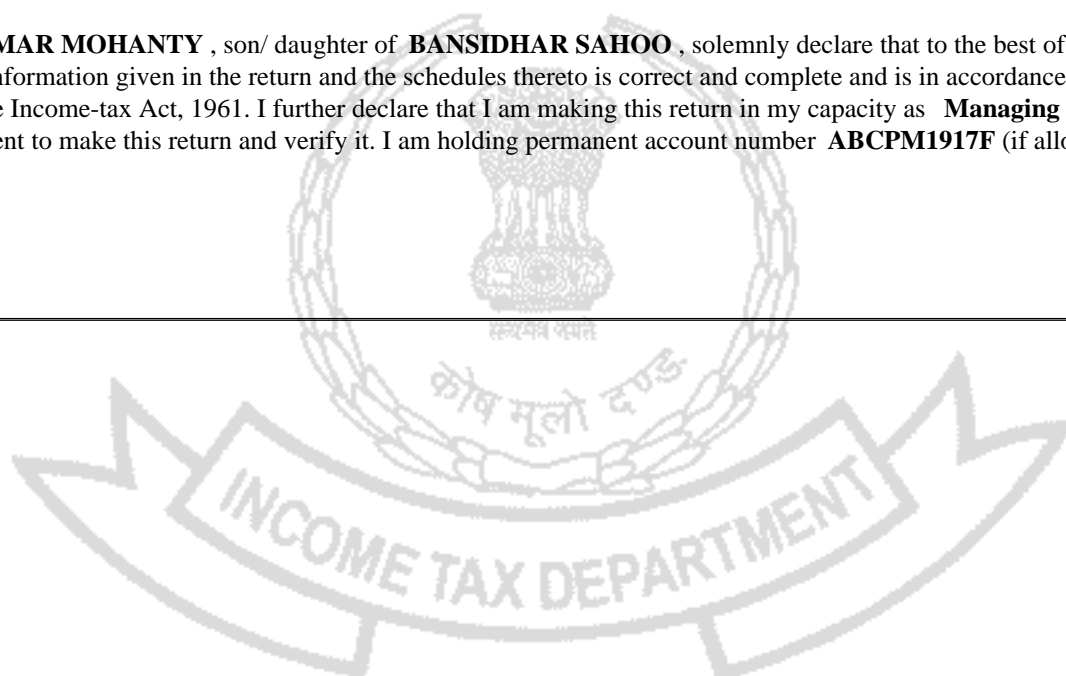 MAR MOHANTY , son/ daughter of BANSIDHAR SAHOO , solemnly declare that to the best of
nformation given in the return and the schedules thereto is correct and complete and is in accordance
e Income-tax Act, 1961. I further declare that I am making this return in my capacity as Managing
ent to make this return and verify it. I am holding permanent account number ABCPM1917F (if allo
सत्यमेव जयते
कोष मूलो दण्ड:
INCOME TAX DEPARTMENT